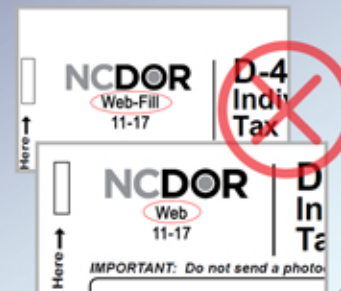 NCDOR
Web-Fill
11-17
D-4
Indiv
Tax
Here
NCDOR
Web
11-17
D
In
Ta
Here
IMPORTANT: Do not send a photo